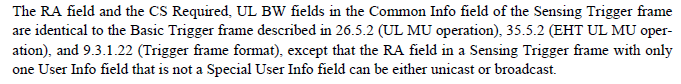 The RA field and the CS Required, UL BW fields in the Common Info field of the Sensing Trigger frame
are identical to the Basic Trigger frame described in 26.5.2 (UL MU operation), 35.5.2 (EHT UL MU oper-
ation), and 9.3.1.22 (Trigger frame format), except that the RA field in a Sensing Trigger frame with only
one User Info field that is not a Special User Info field can be either unicast or broadcast.